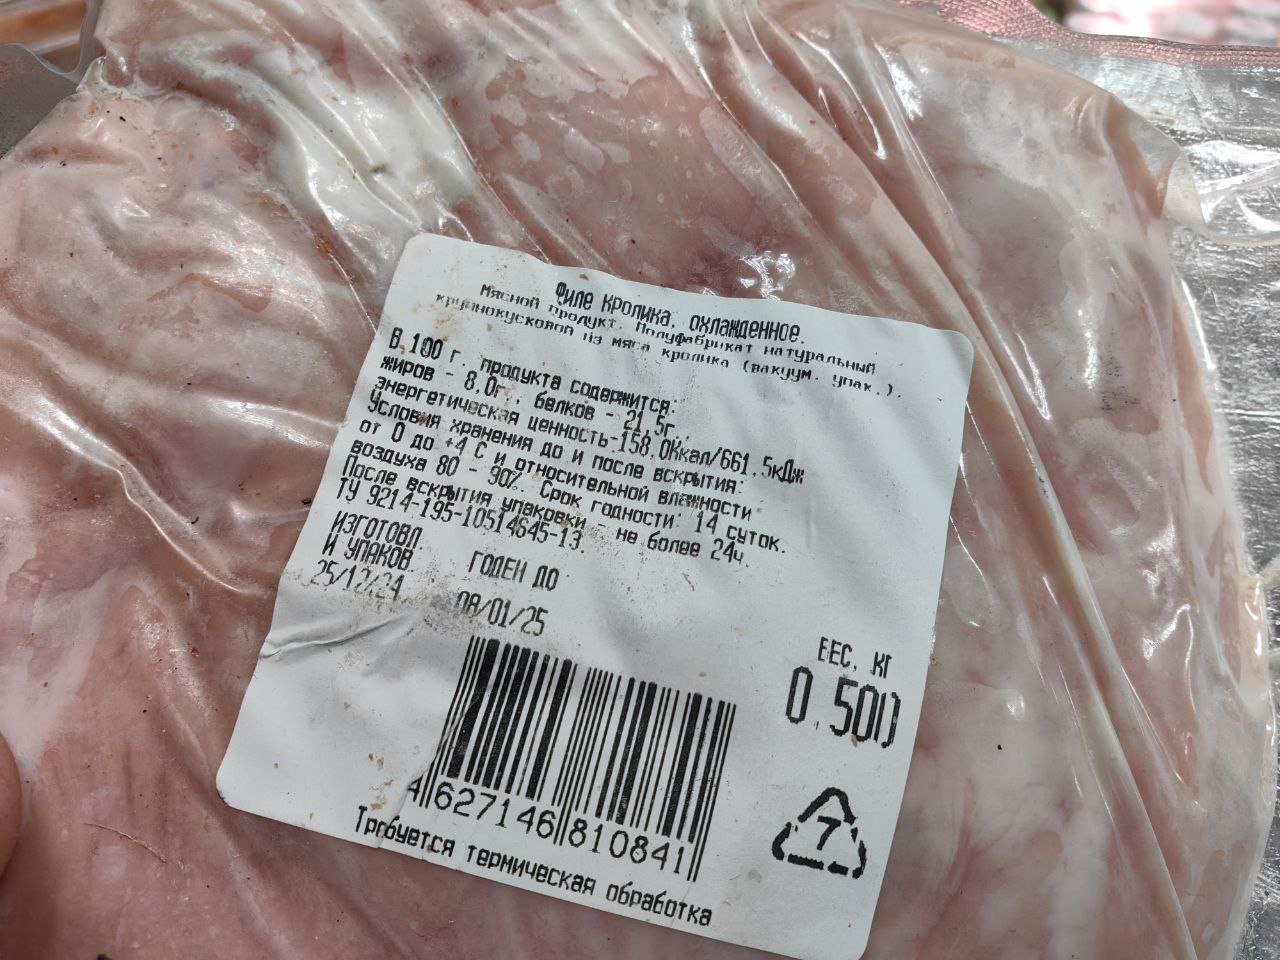 Филе кролика, охлажденное.
Мясной продукт. Полуфабрикат натуральный
крупнокусковой из мяса кролика (вакуум. упак.).
В 100 г. продукта содержится:
жиров - 8,0г., белков - 21,5г.
Энергетическая ценность-158,0Ккал/661,5кДж
Условия хранения до и после вскрытия:
от 0 до +4 С и относительной влажности
воздуха 80 - 90%. Срок годности: 14 суток.
После вскрытия упаковки не более 24ч.
ТУ 9214-195-10514645-13.
ИЗГОТОВЛ.
И УПАКОВ
25/12/24
ГОДЕН ДО
08/01/25
ВЕС, КГ
0,500
4 627146 810841
7
Требуется термическая обработка